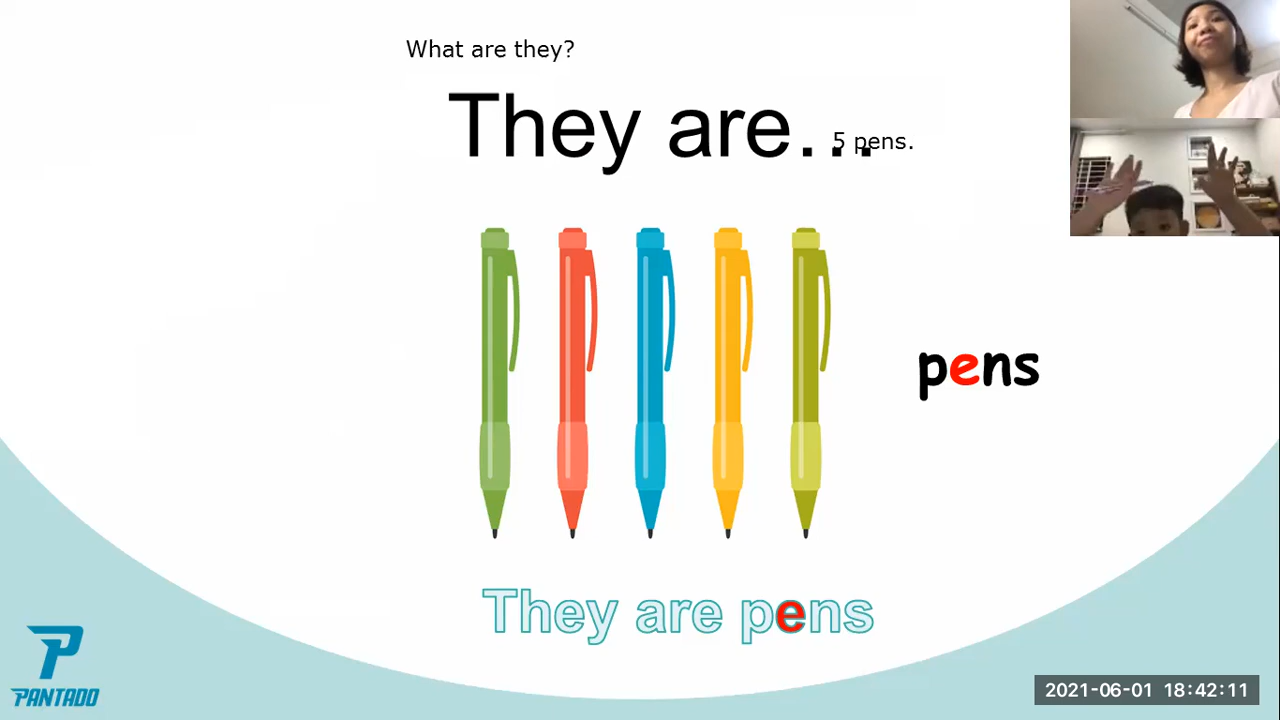 What are they?
They are...
5 pens.
pens
They are pens
PANTADO
2021-06-01 18:42:11